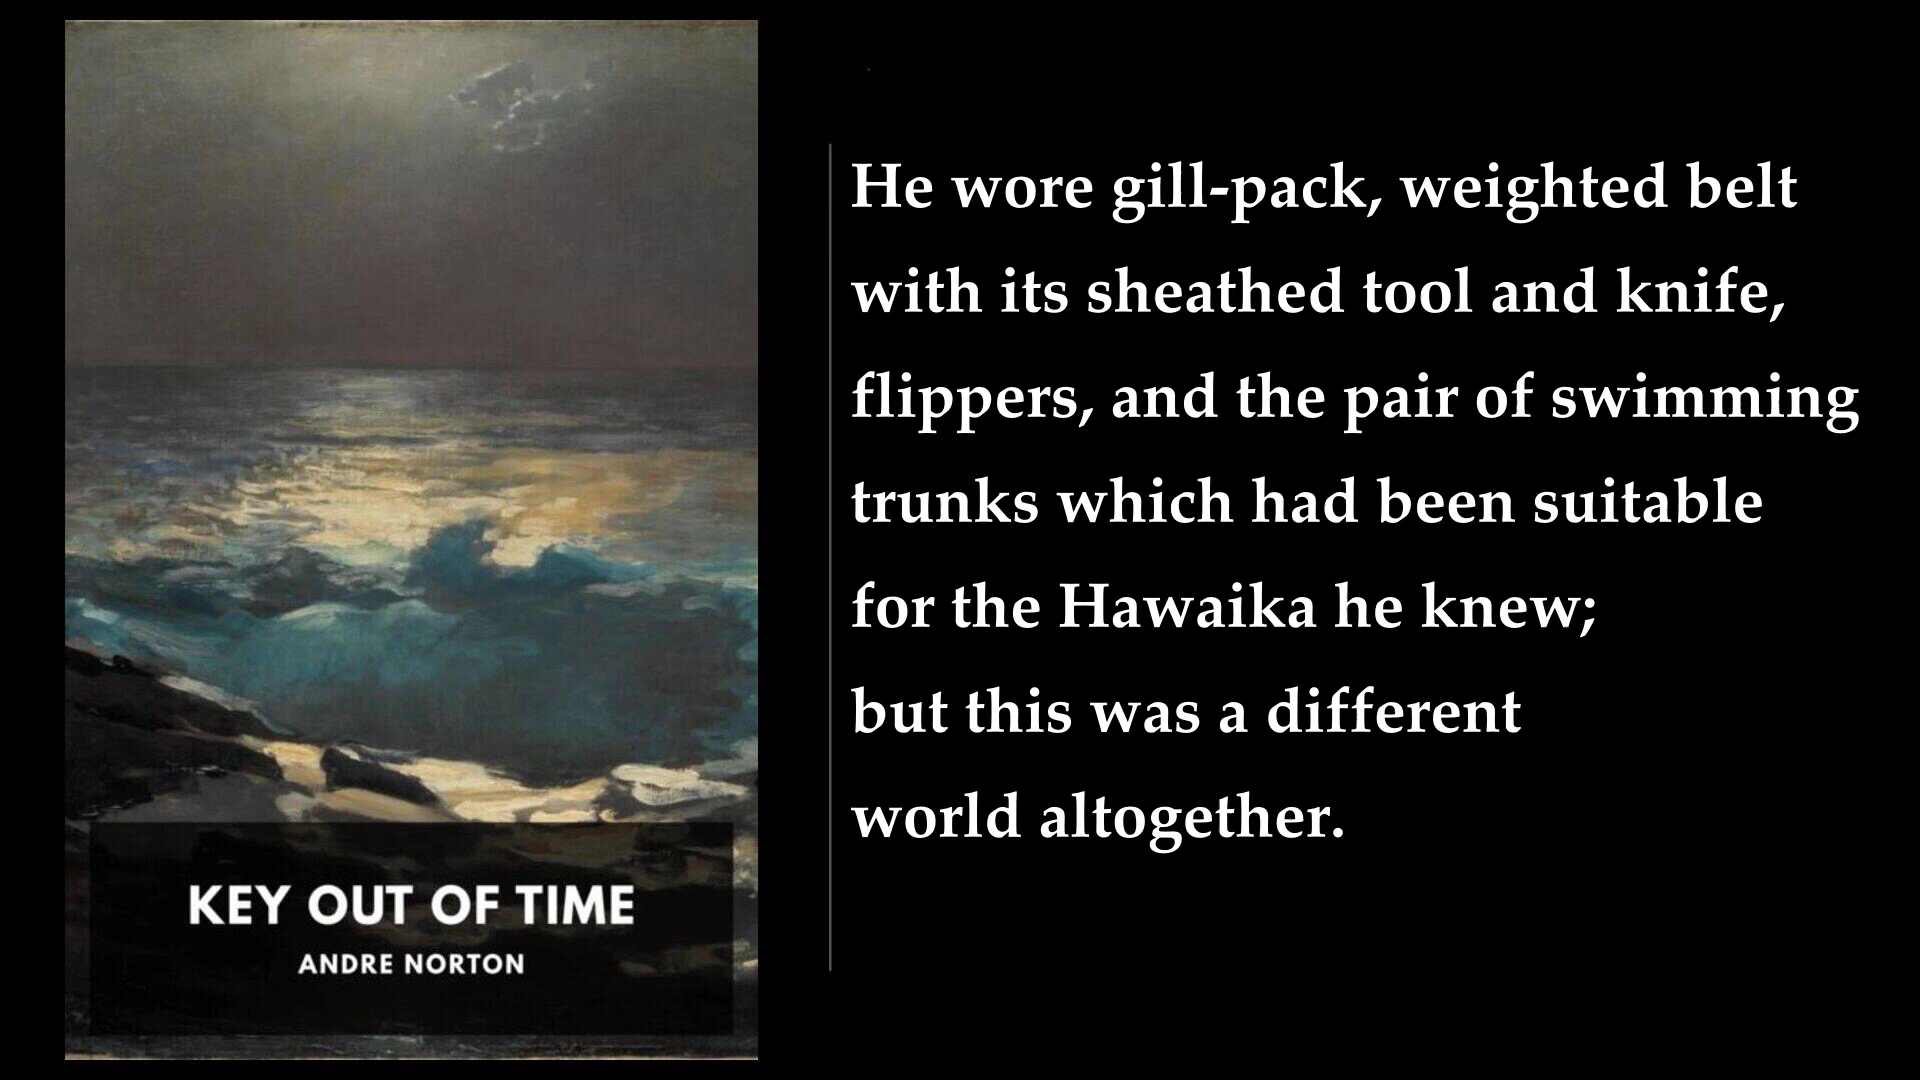 He wore gill-pack, weighted belt
with its sheathed tool and knife,
flippers, and the pair of swimming
trunks which had been suitable
for the Hawaika he knew;
but this was a different
world altogether.
KEY OUT OF TIME
ANDRE NORTON